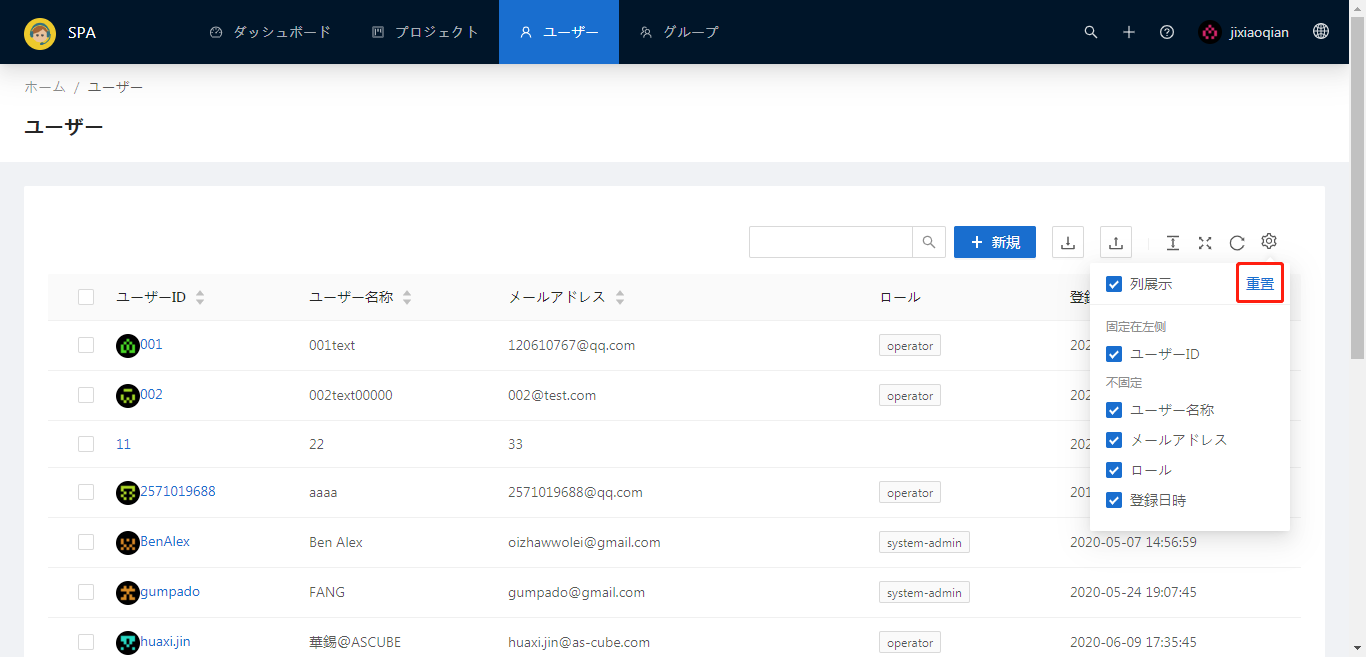 SPA ダッシュボード プロジェクト ユーザー グループ jixiaoqian
ホーム / ユーザー
ユーザー
新規
ユーザーID ユーザー名称 メールアドレス ロール 登録
列展示 重置
固定在左侧
ユーザーID
不固定
ユーザー名称
メールアドレス
ロール
登録日時
001 001text 120610767@qq.com operator 202
002 002text00000 002@test.com operator 202
11 22 33 202
2571019688 aaaa 2571019688@qq.com operator 201
BenAlex Ben Alex oizhawwolei@gmail.com system-admin 2020-05-07 14:56:59
gumpado FANG gumpado@gmail.com system-admin 2020-05-24 19:07:45
huaxi.jin 華錫@ASCUBE huaxi.jin@as-cube.com operator 2020-06-09 17:35:45